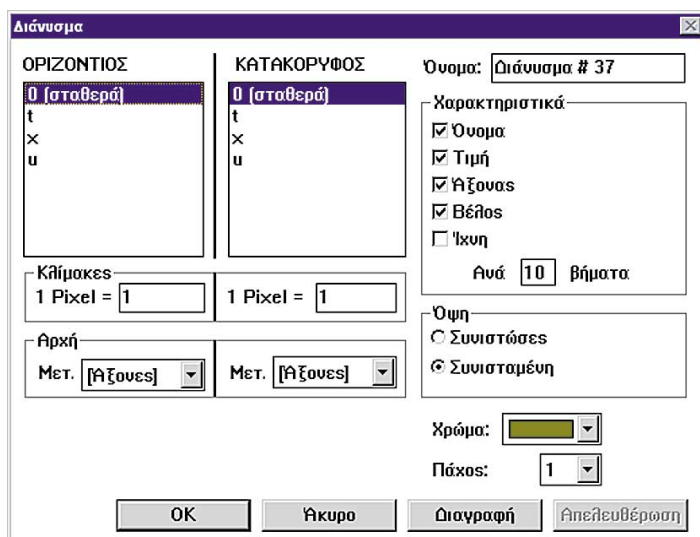 Διάνυσμα
ΟΡΙΖΟΝΤΙΟΣ
0 (σταθερά)
t
x
u
Κλίμακες
1 Pixel = 1
Αρχή
Μετ. [Άξονες]
ΚΑΤΑΚΟΡΥΦΟΣ
0 (σταθερά)
t
x
u
1 Pixel = 1
Μετ. [Άξονες]
Όνομα: Διάνυσμα # 37
Χαρακτηριστικά
Όνομα
Τιμή
Άξονας
Βέλος
Ίχνη
Ανά 10 βήματα
Όψη
Συνιστώσες
Συνισταμένη
Χρώμα:
Πάχος: 1
OK
Άκυρο
Διαγραφή
Απελευθέρωση